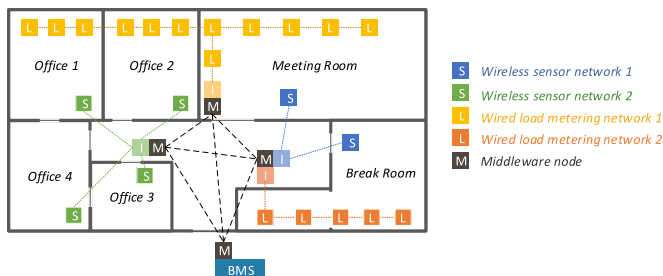 L L L L L L L L L L L
Office 1 Office 2 L Meeting Room
I
S S M S
I M M I S
Office 4 S Office 3 I Break Room
S L L L L L
M
BMS
S Wireless sensor network 1
S Wireless sensor network 2
L Wired load metering network 1
L Wired load metering network 2
M Middleware node